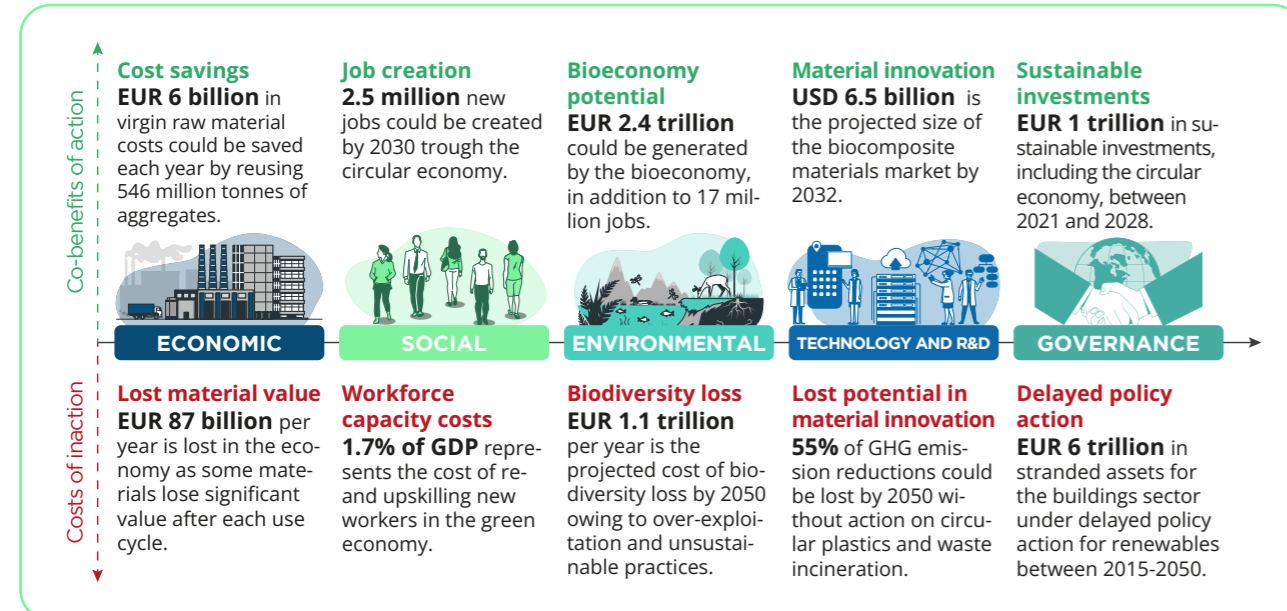 Co-benefits of action
Cost savings
EUR 6 billion in
virgin raw material
costs could be saved
each year by reusing
546 million tonnes of
aggregates.
Job creation
2.5 million new
jobs could be created
by 2030 trough the
circular economy.
Bioeconomy
potential
EUR 2.4 trillion
could be generated
by the bioeconomy,
in addition to 17 mil-
lion jobs.
Material innovation
USD 6.5 billion is
the projected size of
the biocomposite
materials market by
2032.
Sustainable
investments
EUR 1 trillion in su-
stainable investments,
including the circular
economy, between
2021 and 2028.
ECONOMIC
SOCIAL
ENVIRONMENTAL
TECHNOLOGY AND R&D
GOVERNANCE
Costs of inaction
Lost material value
EUR 87 billion per
year is lost in the eco-
nomy as some mate-
rials lose significant
value after each use
cycle.
Workforce
capacity costs
1.7% of GDP repre-
sents the cost of re-
and upskilling new
workers in the green
economy.
Biodiversity loss
EUR 1.1 trillion
per year is the
projected cost of bio-
diversity loss by 2050
owing to over-exploi-
tation and unsustai-
nable practices.
Lost potential in
material innovation
55% of GHG emis-
sion reductions could
be lost by 2050 wi-
thout action on circu-
lar plastics and waste
incineration.
Delayed policy
action
EUR 6 trillion in
stranded assets for
the buildings sector
under delayed policy
action for renewables
between 2015-2050.